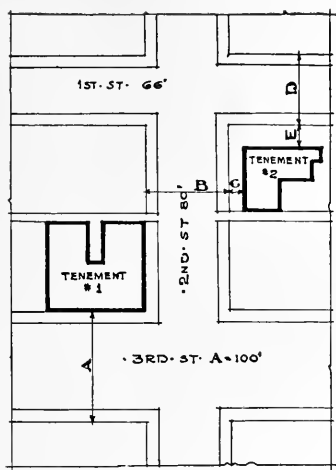 1ST. ST. 66'
D
E
TENEMENT
#2
B
C
2ND. ST 80'
TENEMENT
#1
A
3RD. ST. A=100'